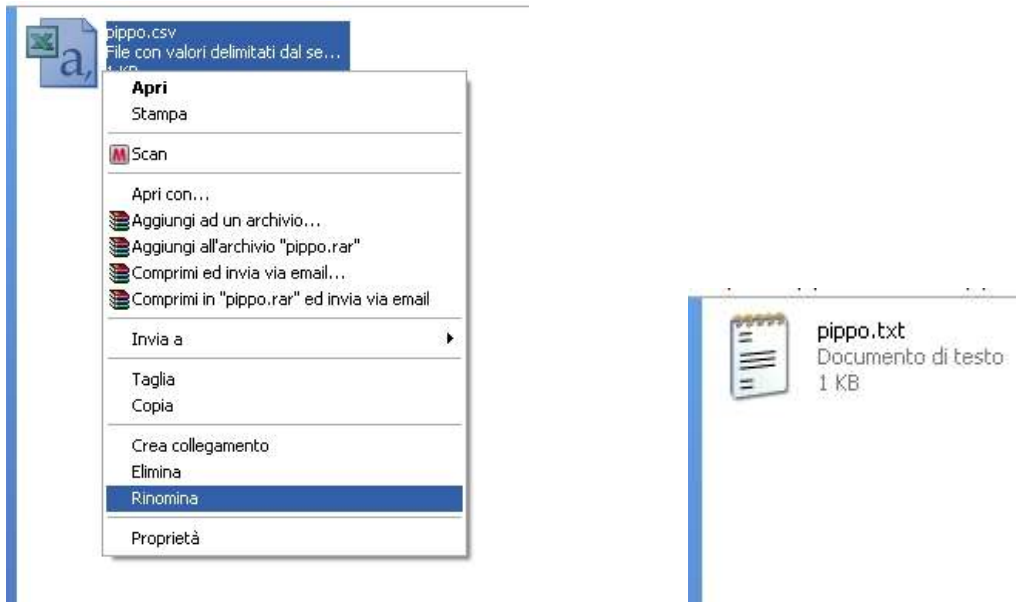 pippo.csv
File con valori delimitati dal se...
1 KB
Apri
Stampa
Scan
Apri con...
Aggiungi ad un archivio...
Aggiungi all'archivio "pippo.rar"
Comprimi ed invia via email...
Comprimi in "pippo.rar" ed invia via email
Invia a
Taglia
Copia
Crea collegamento
Elimina
Rinomina
Proprietà
pippo.txt
Documento di testo
1 KB